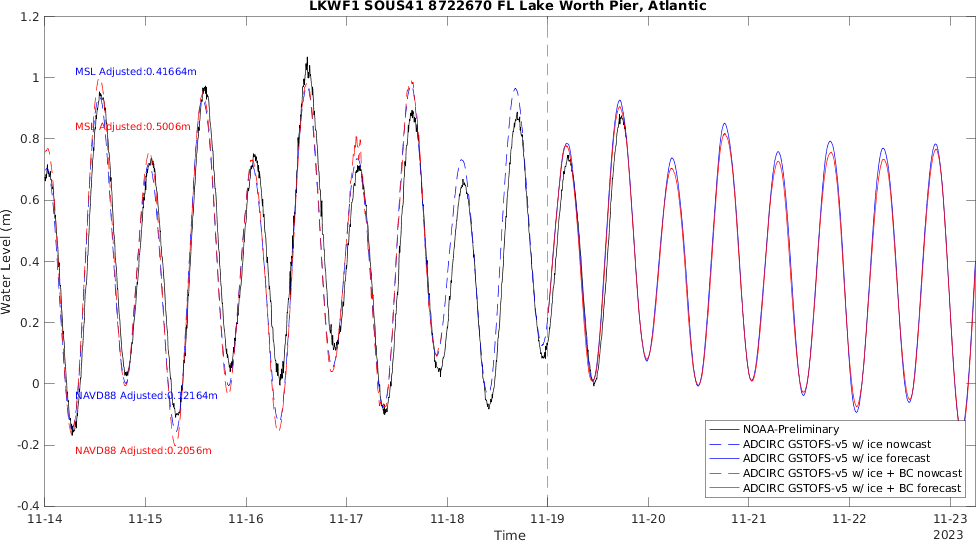 LKWF1 SOUS41 8722670 FL Lake Worth Pier, Atlantic
1.2
1
0.8
0.6
0.4
0.2
0
-0.2
-0.4
Water Level (m)
MSL Adjusted:0.41664m
MSL Adjusted:0.5006m
NAVD88 Adjusted:0.12164m
NAVD88 Adjusted:0.2056m
NOAA-Preliminary
ADCIRC GSTOFS-v5 w/ ice nowcast
ADCIRC GSTOFS-v5 w/ ice forecast
ADCIRC GSTOFS-v5 w/ ice + BC nowcast
ADCIRC GSTOFS-v5 w/ ice + BC forecast
11-14 11-15 11-16 11-17 11-18 11-19 11-20 11-21 11-22 11-23
Time
2023